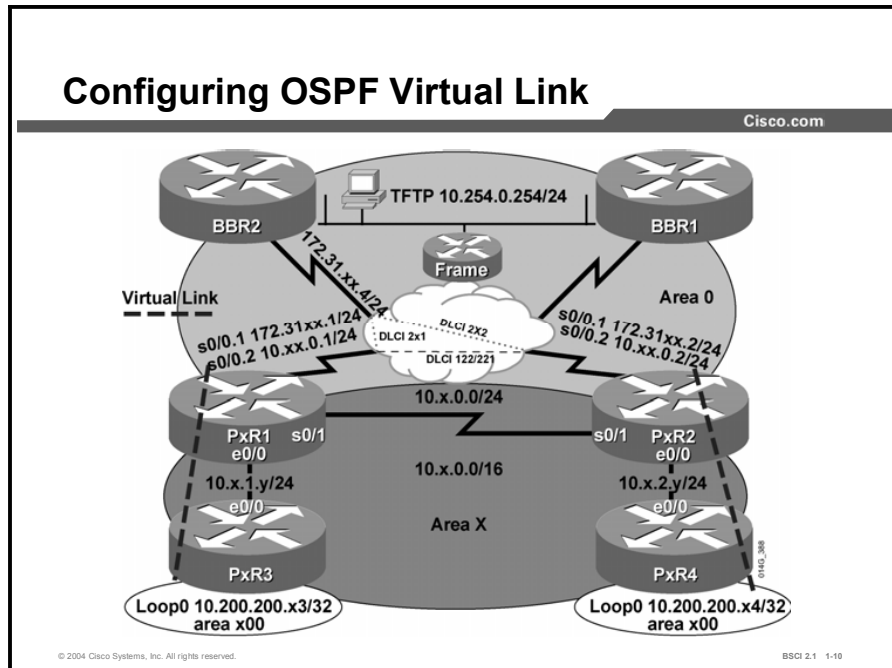 Configuring OSPF Virtual Link
Cisco.com
BBR2
TFTP 10.254.0.254/24
BBR1
Frame
172.31.xx.4/24
Virtual Link
Area 0
s0/0.1 172.31xx.1/24
s0/0.2 10.xx.0.1/24
DLCI 2X2
DLCI 2x1
DLCI 122/221
s0/0.1 172.31xx.2/24
s0/0.2 10.xx.0.2/24
10.x.0.0/24
PxR1
s0/1
e0/0
s0/1
PxR2
e0/0
10.x.0.0/16
10.x.1.y/24
10.x.2.y/24
e0/0
e0/0
Area X
PxR3
PxR4
014G_388
Loop0 10.200.200.x3/32
area x00
Loop0 10.200.200.x4/32
area x00
© 2004 Cisco Systems, Inc. All rights reserved.
BSCI 2.1 1-10